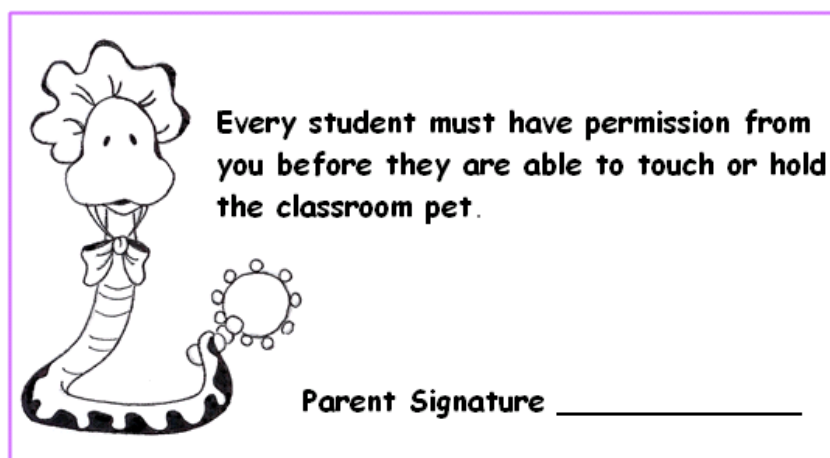 Every student must have permission from
you before they are able to touch or hold
the classroom pet.
Parent Signature _______________